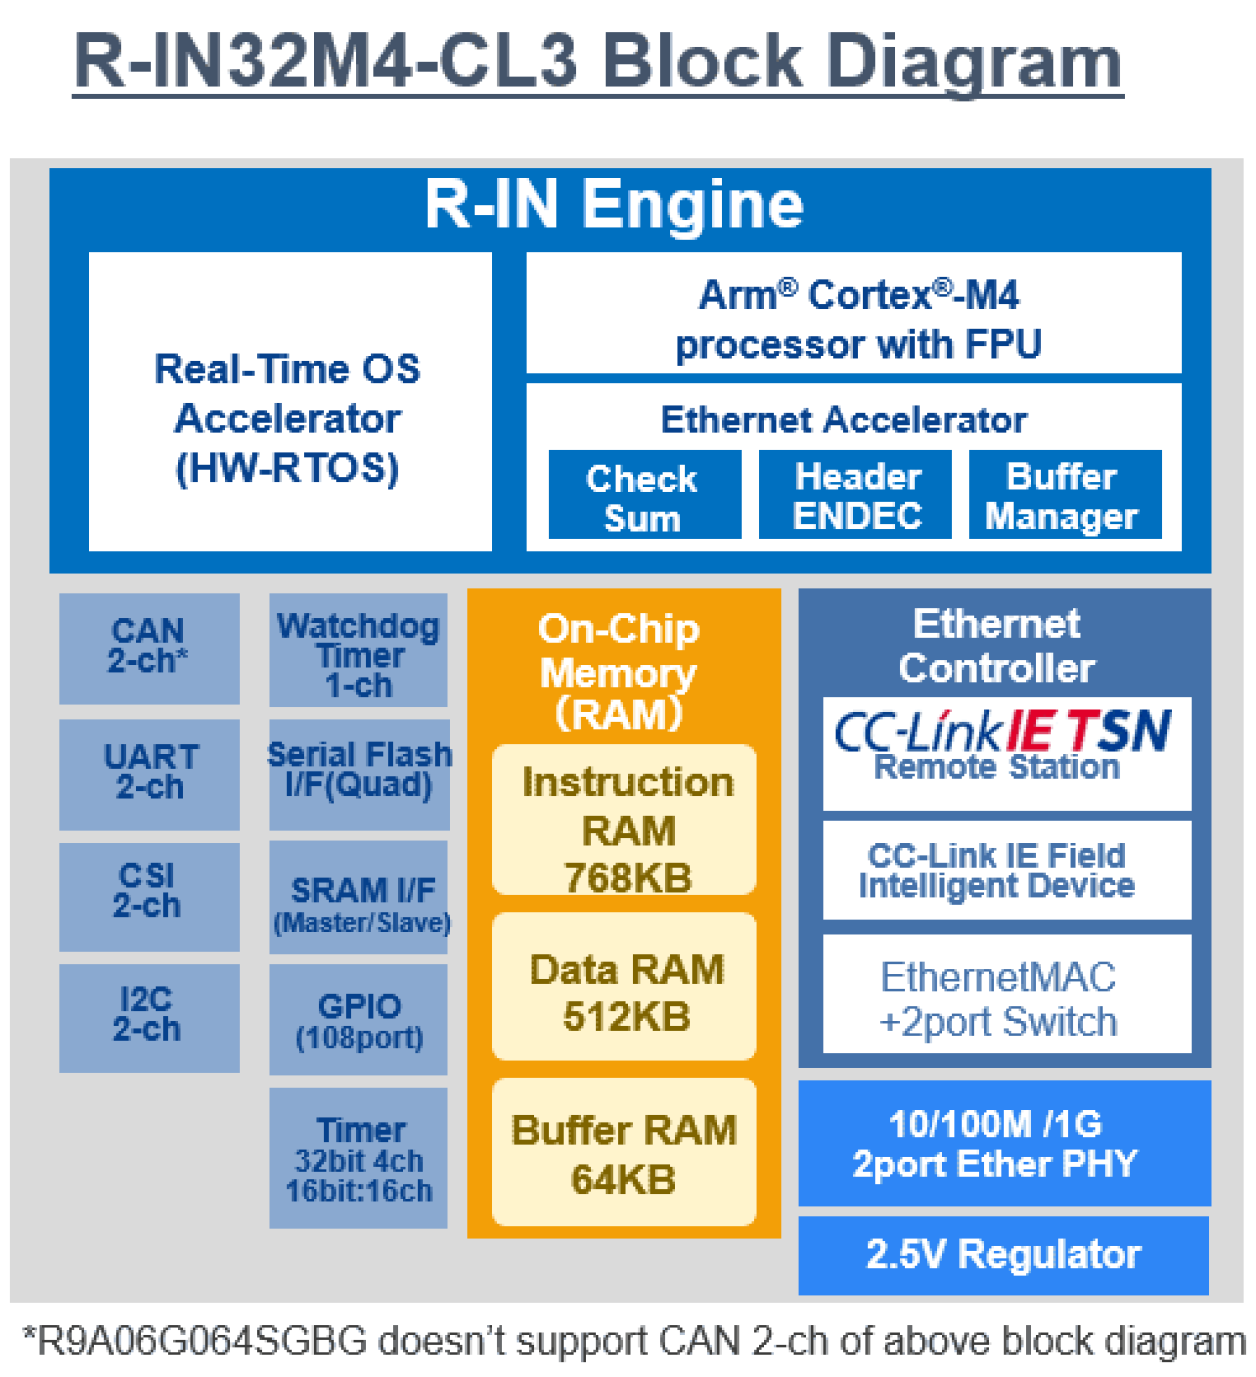 R-IN32M4-CL3 Block Diagram
R-IN Engine
Real-Time OS
Accelerator
(HW-RTOS)
Arm® Cortex®-M4
processor with FPU
Ethernet Accelerator
Check
Sum
Header
ENDEC
Buffer
Manager
CAN
2-ch*
UART
2-ch
CSI
2-ch
I2C
2-ch
Watchdog
Timer
1-ch
Serial Flash
I/F(Quad)
SRAM I/F
(Master/Slave)
GPIO
(108port)
Timer
32bit 4ch
16bit:16ch
On-Chip
Memory
(RAM)
Instruction
RAM
768KB
Data RAM
512KB
Buffer RAM
64KB
Ethernet
Controller
CC-Link IE TSN
Remote Station
CC-Link IE Field
Intelligent Device
EthernetMAC
+2port Switch
10/100M /1G
2port Ether PHY
2.5V Regulator
*R9A06G064SGBG doesn't support CAN 2-ch of above block diagram